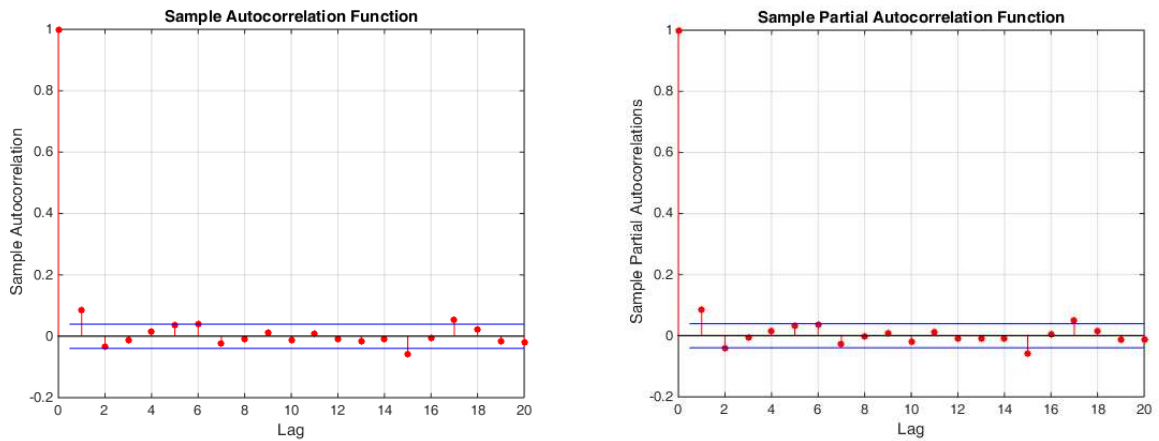 Sample Autocorrelation Function
Sample Autocorrelation
1
0.8
0.6
0.4
0.2
0
-0.2
0 2 4 6 8 10 12 14 16 18 20
Lag
Sample Partial Autocorrelation Function
Sample Partial Autocorrelations
1
0.8
0.6
0.4
0.2
0
-0.2
0 2 4 6 8 10 12 14 16 18 20
Lag